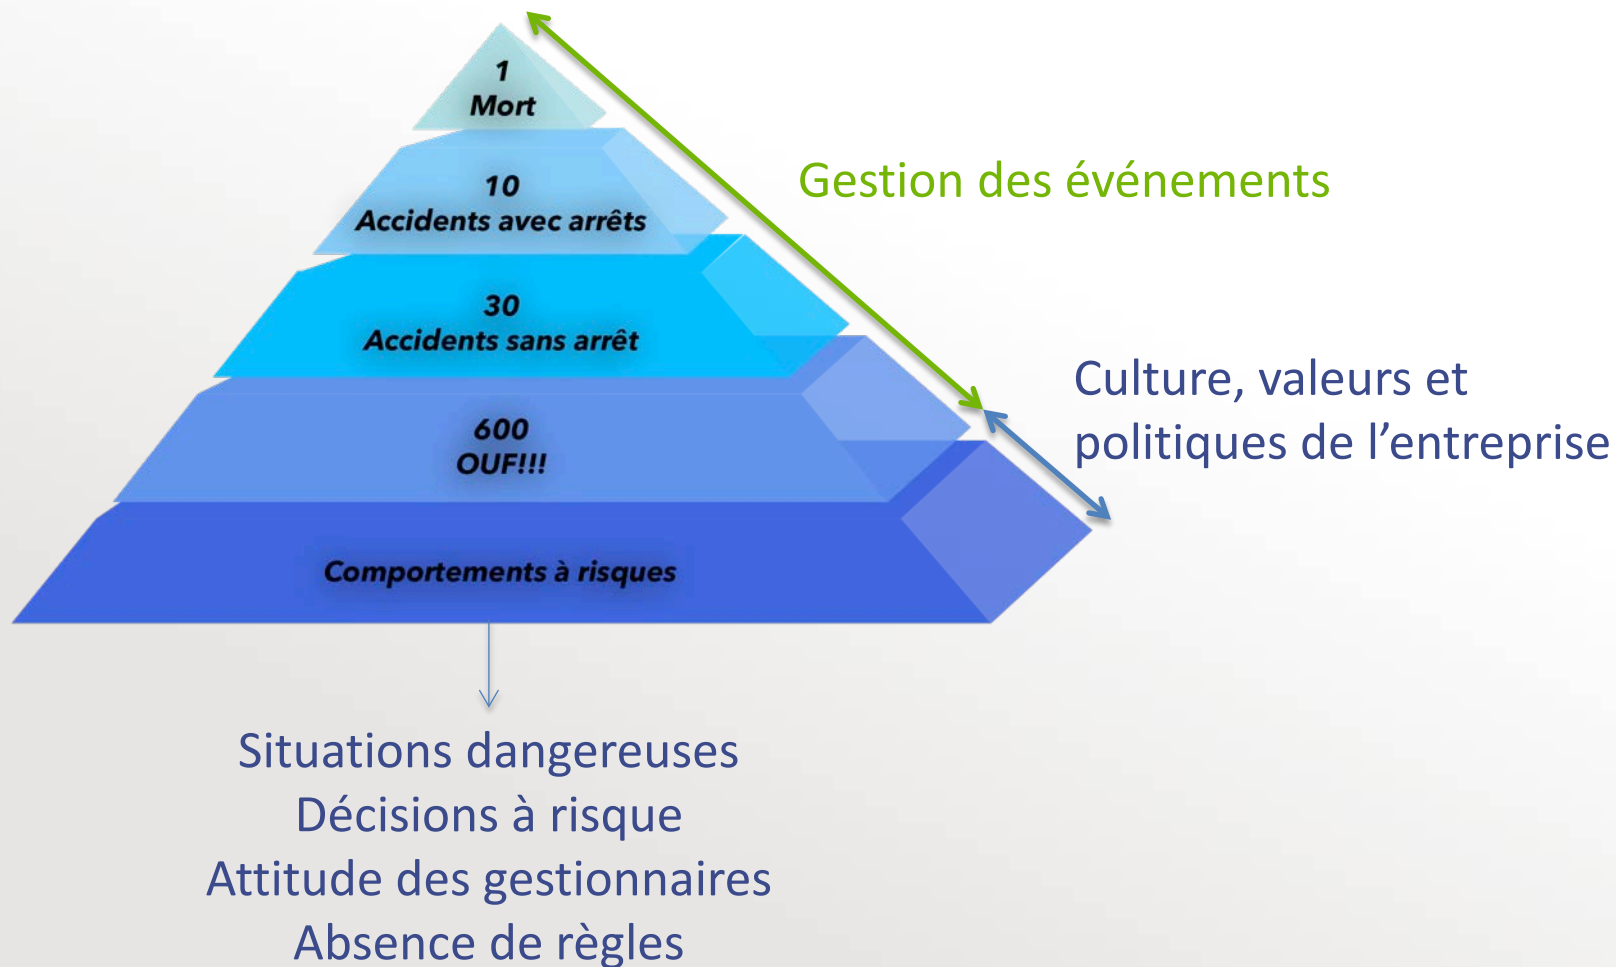 1
Mort
10
Accidents avec arrêts
30
Accidents sans arrêt
600
OUF!!!
Comportements à risques
Gestion des événements
Culture, valeurs et
politiques de l’entreprise
Situations dangereuses
Décisions à risque
Attitude des gestionnaires
Absence de règles